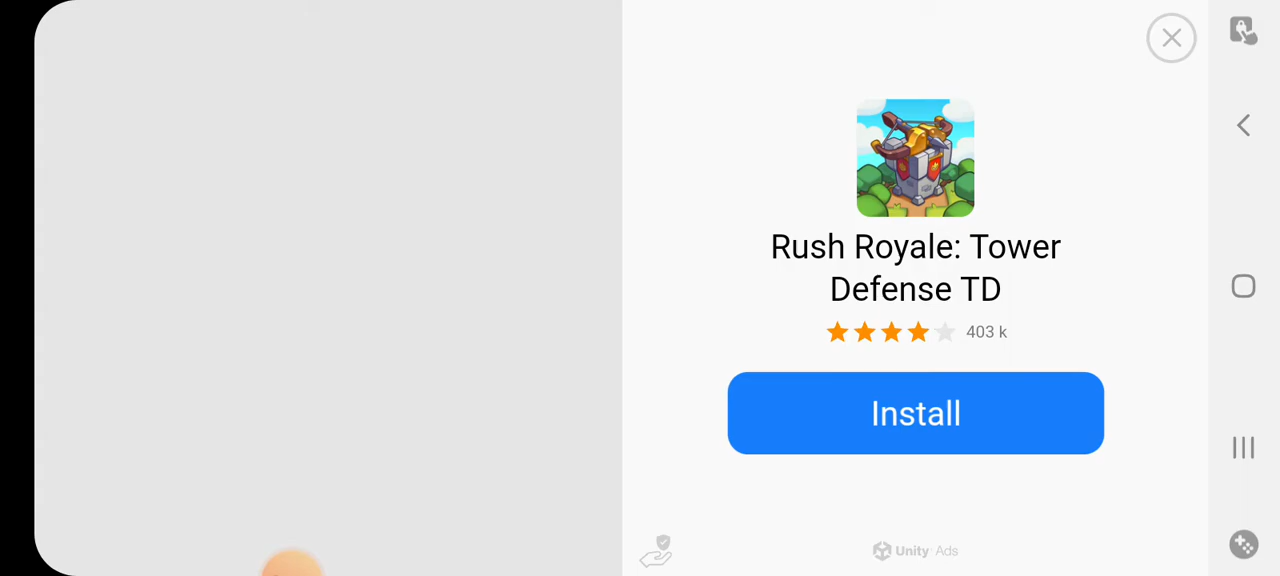 Rush Royale: Tower
Defense TD
403 k
Install
Unity Ads